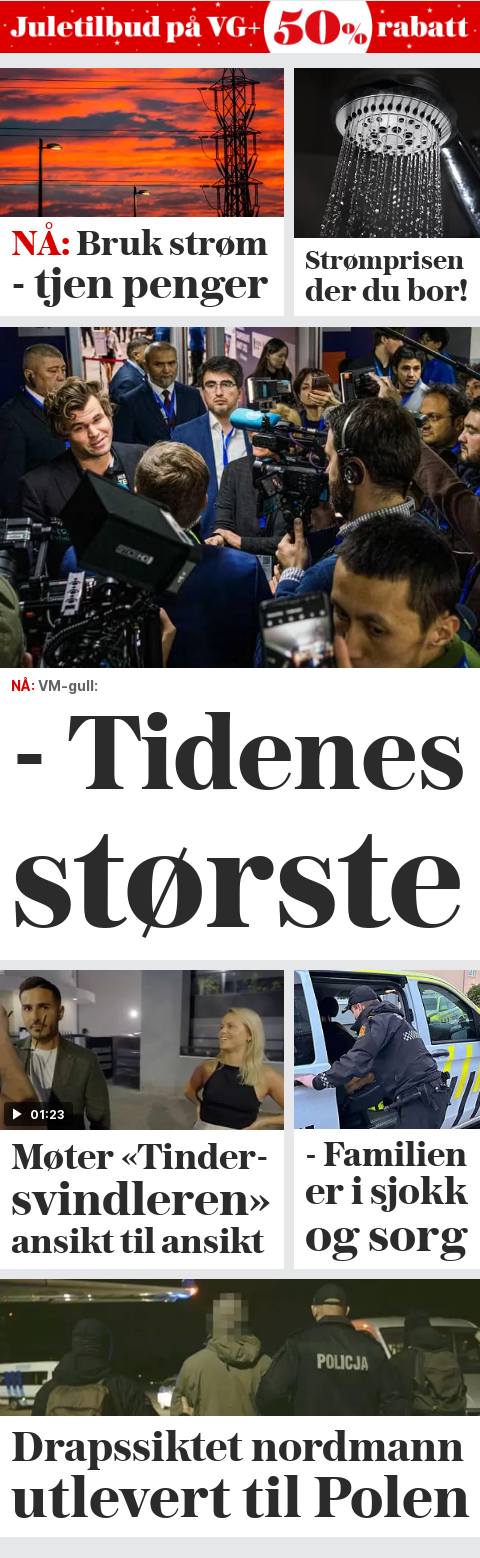 Juletilbud på VG+ 50% rabatt
NÅ: Bruk strøm
- tjen penger
Strømprisen
der du bor!
NÅ: VM-gull:
- Tidenes
største
01:23
Møter «Tinder-
svindleren»
ansikt til ansikt
- Familien
er i sjokk
og sorg
POLICJA
Drapssiktet nordmann
utlevert til Polen